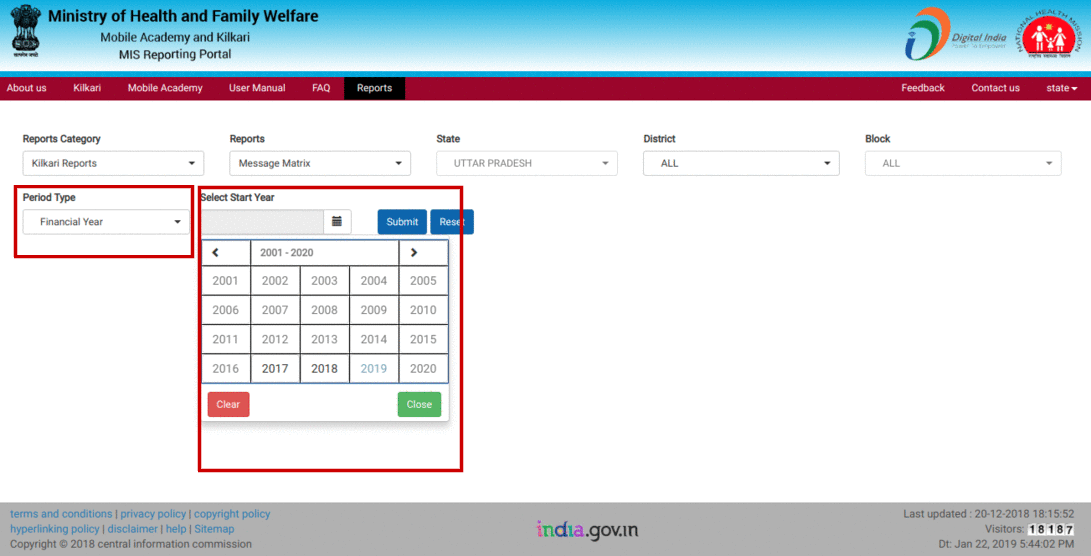 Ministry of Health and Family Welfare
Mobile Academy and Kilkari
MIS Reporting Portal
Digital India
Power To Empower
NATIONAL HEALTH MISSION
About us Kilkari Mobile Academy User Manual FAQ Reports Feedback Contact us state
Reports Category Reports State District Block
Kilkari Reports Message Matrix UTTAR PRADESH ALL ALL
Period Type Select Start Year
Financial Year Submit Reset
2001 - 2020
2001 2002 2003 2004 2005
2006 2007 2008 2009 2010
2011 2012 2013 2014 2015
2016 2017 2018 2019 2020
Clear Close
terms and conditions | privacy policy | copyright policy
hyperlinking policy | disclaimer | help | Sitemap
Copyright © 2018 central information commission
india.gov.in
Last updated : 20-12-2018 18:15:52
Visitors: 18187
Dt: Jan 22, 2019 5:44:02 PM